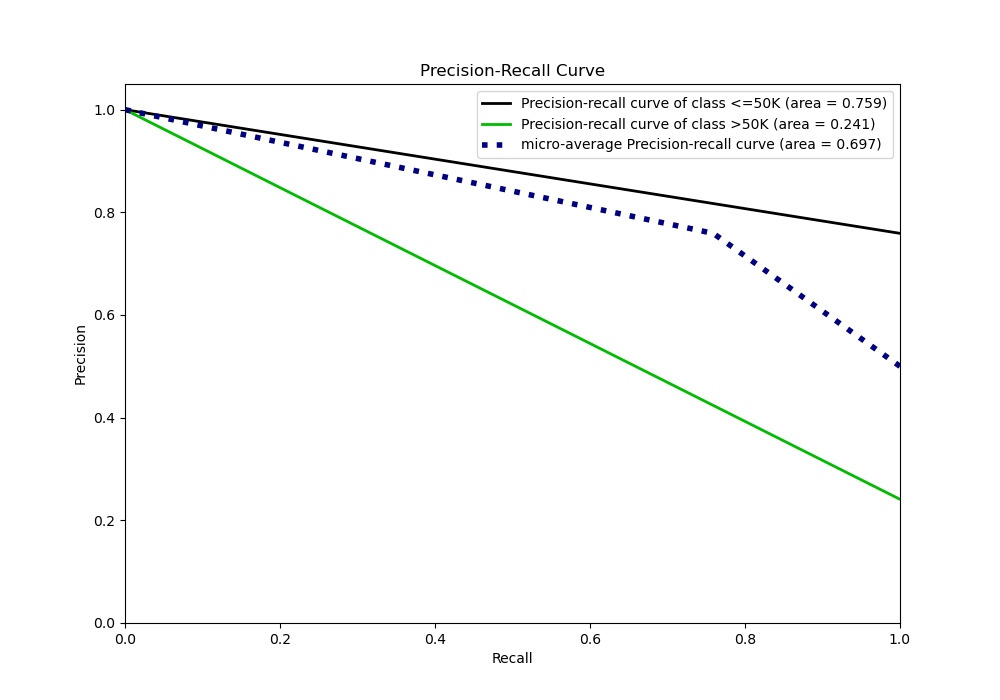 Precision-Recall Curve
Precision-recall curve of class <=50K (area = 0.759)
Precision-recall curve of class >50K (area = 0.241)
micro-average Precision-recall curve (area = 0.697)
1.0
0.8
0.6
0.4
0.2
0.0
Precision
0.0 0.2 0.4 0.6 0.8 1.0
Recall